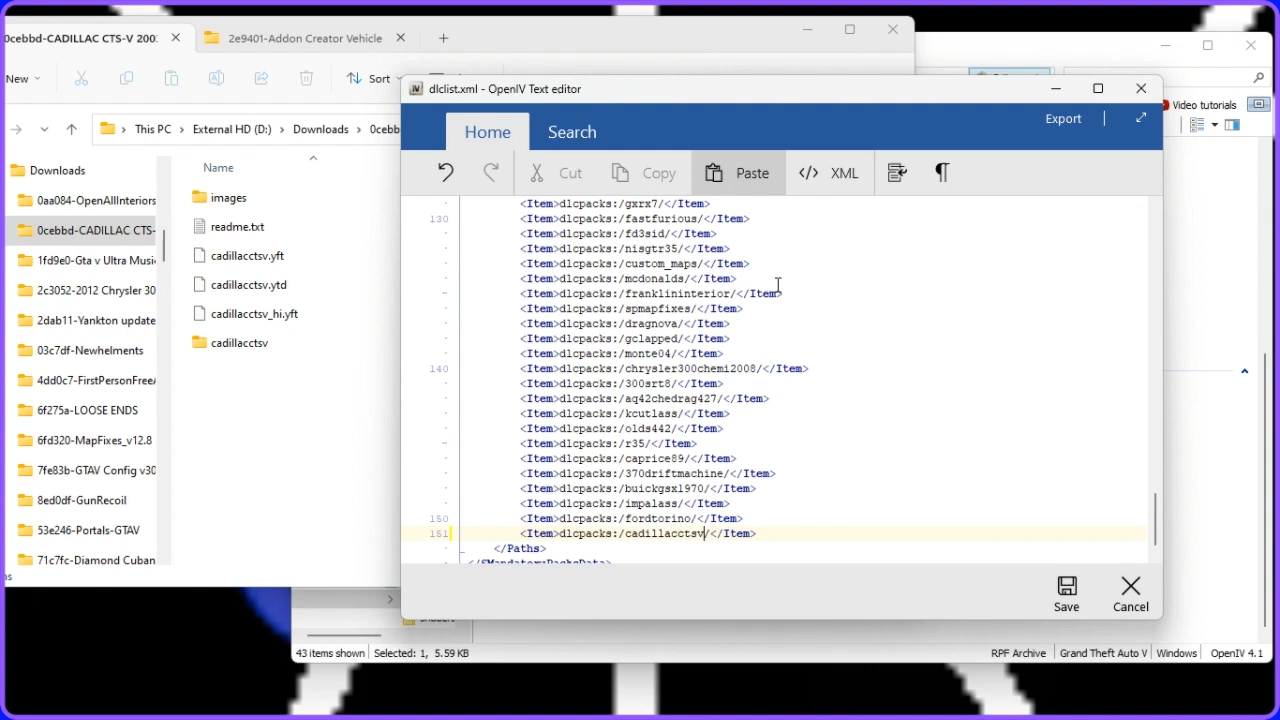 0cebbd-CADILLAC CTS-V 200
2e9401-Addon Creator Vehicle
New
Sort
This PC
External HD (D:)
Downloads
0cebb
Downloads
0aa084-OpenAllInteriors
0cebbd-CADILLAC CTS-
1fd9e0-Gta v Ultra Musi
2c3052-2012 Chrysler 30
2dab11-Yankton update
03c7df-Newhelments
4dd0c7-FirstPersonFree
6f275a-LOOSE ENDS
6fd320-MapFixes_v12.8
7fe83b-GTAV Config v30
8ed0df-GunRecoil
53e246-Portals-GTAV
71c7fc-Diamond Cuban
Name
images
readme.txt
cadillacctsv.yft
cadillacctsv.ytd
cadillacctsv_hi.yft
cadillacctsv
dlclist.xml - OpenIV Text editor
Home
Search
Export
Cut
Copy
Paste
XML
<Item>dlcpacks:/gxrx7/</Item>
130 <Item>dlcpacks:/fastfurious/</Item>
<Item>dlcpacks:/fd3sid/</Item>
<Item>dlcpacks:/nisgtr35/</Item>
<Item>dlcpacks:/custom_maps/</Item>
<Item>dlcpacks:/mcdonalds/</Item>
<Item>dlcpacks:/franklininterior/</Item>
<Item>dlcpacks:/spmapfixes/</Item>
<Item>dlcpacks:/dragnova/</Item>
<Item>dlcpacks:/gclapped/</Item>
<Item>dlcpacks:/monte04/</Item>
140 <Item>dlcpacks:/chrysler300chemi2008/</Item>
<Item>dlcpacks:/300srt8/</Item>
<Item>dlcpacks:/aq42chedrag427/</Item>
<Item>dlcpacks:/kcutlass/</Item>
<Item>dlcpacks:/olds442/</Item>
<Item>dlcpacks:/r35/</Item>
<Item>dlcpacks:/caprice89/</Item>
<Item>dlcpacks:/370driftmachine/</Item>
<Item>dlcpacks:/buickgsx1970/</Item>
<Item>dlcpacks:/impalass/</Item>
150 <Item>dlcpacks:/fordtorino/</Item>
151 <Item>dlcpacks:/cadillacctsv/</Item>
</Paths>
</SMandatoryPacksData>
Save
Cancel
Video tutorials
43 items shown
Selected: 1, 5.59 KB
RPF Archive
Grand Theft Auto V
Windows
OpenIV 4.1